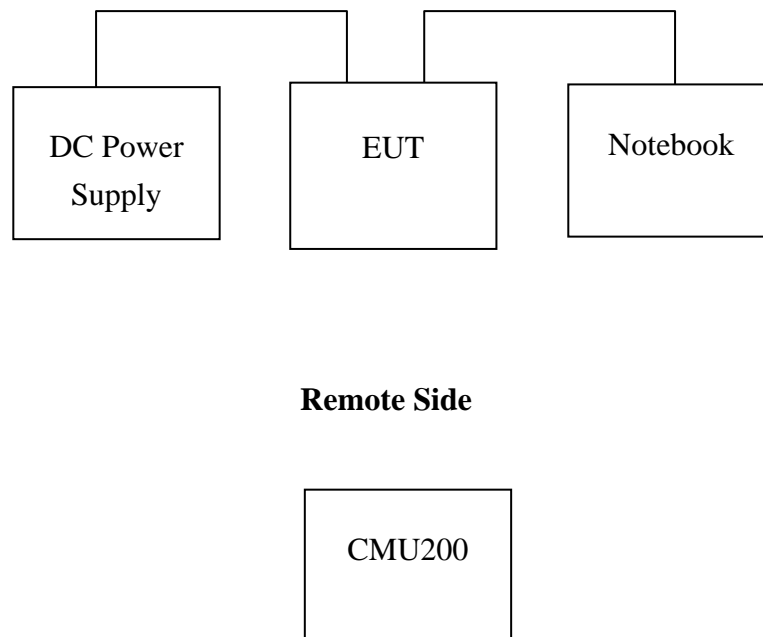 DC Power
Supply
EUT
Notebook
Remote Side
CMU200